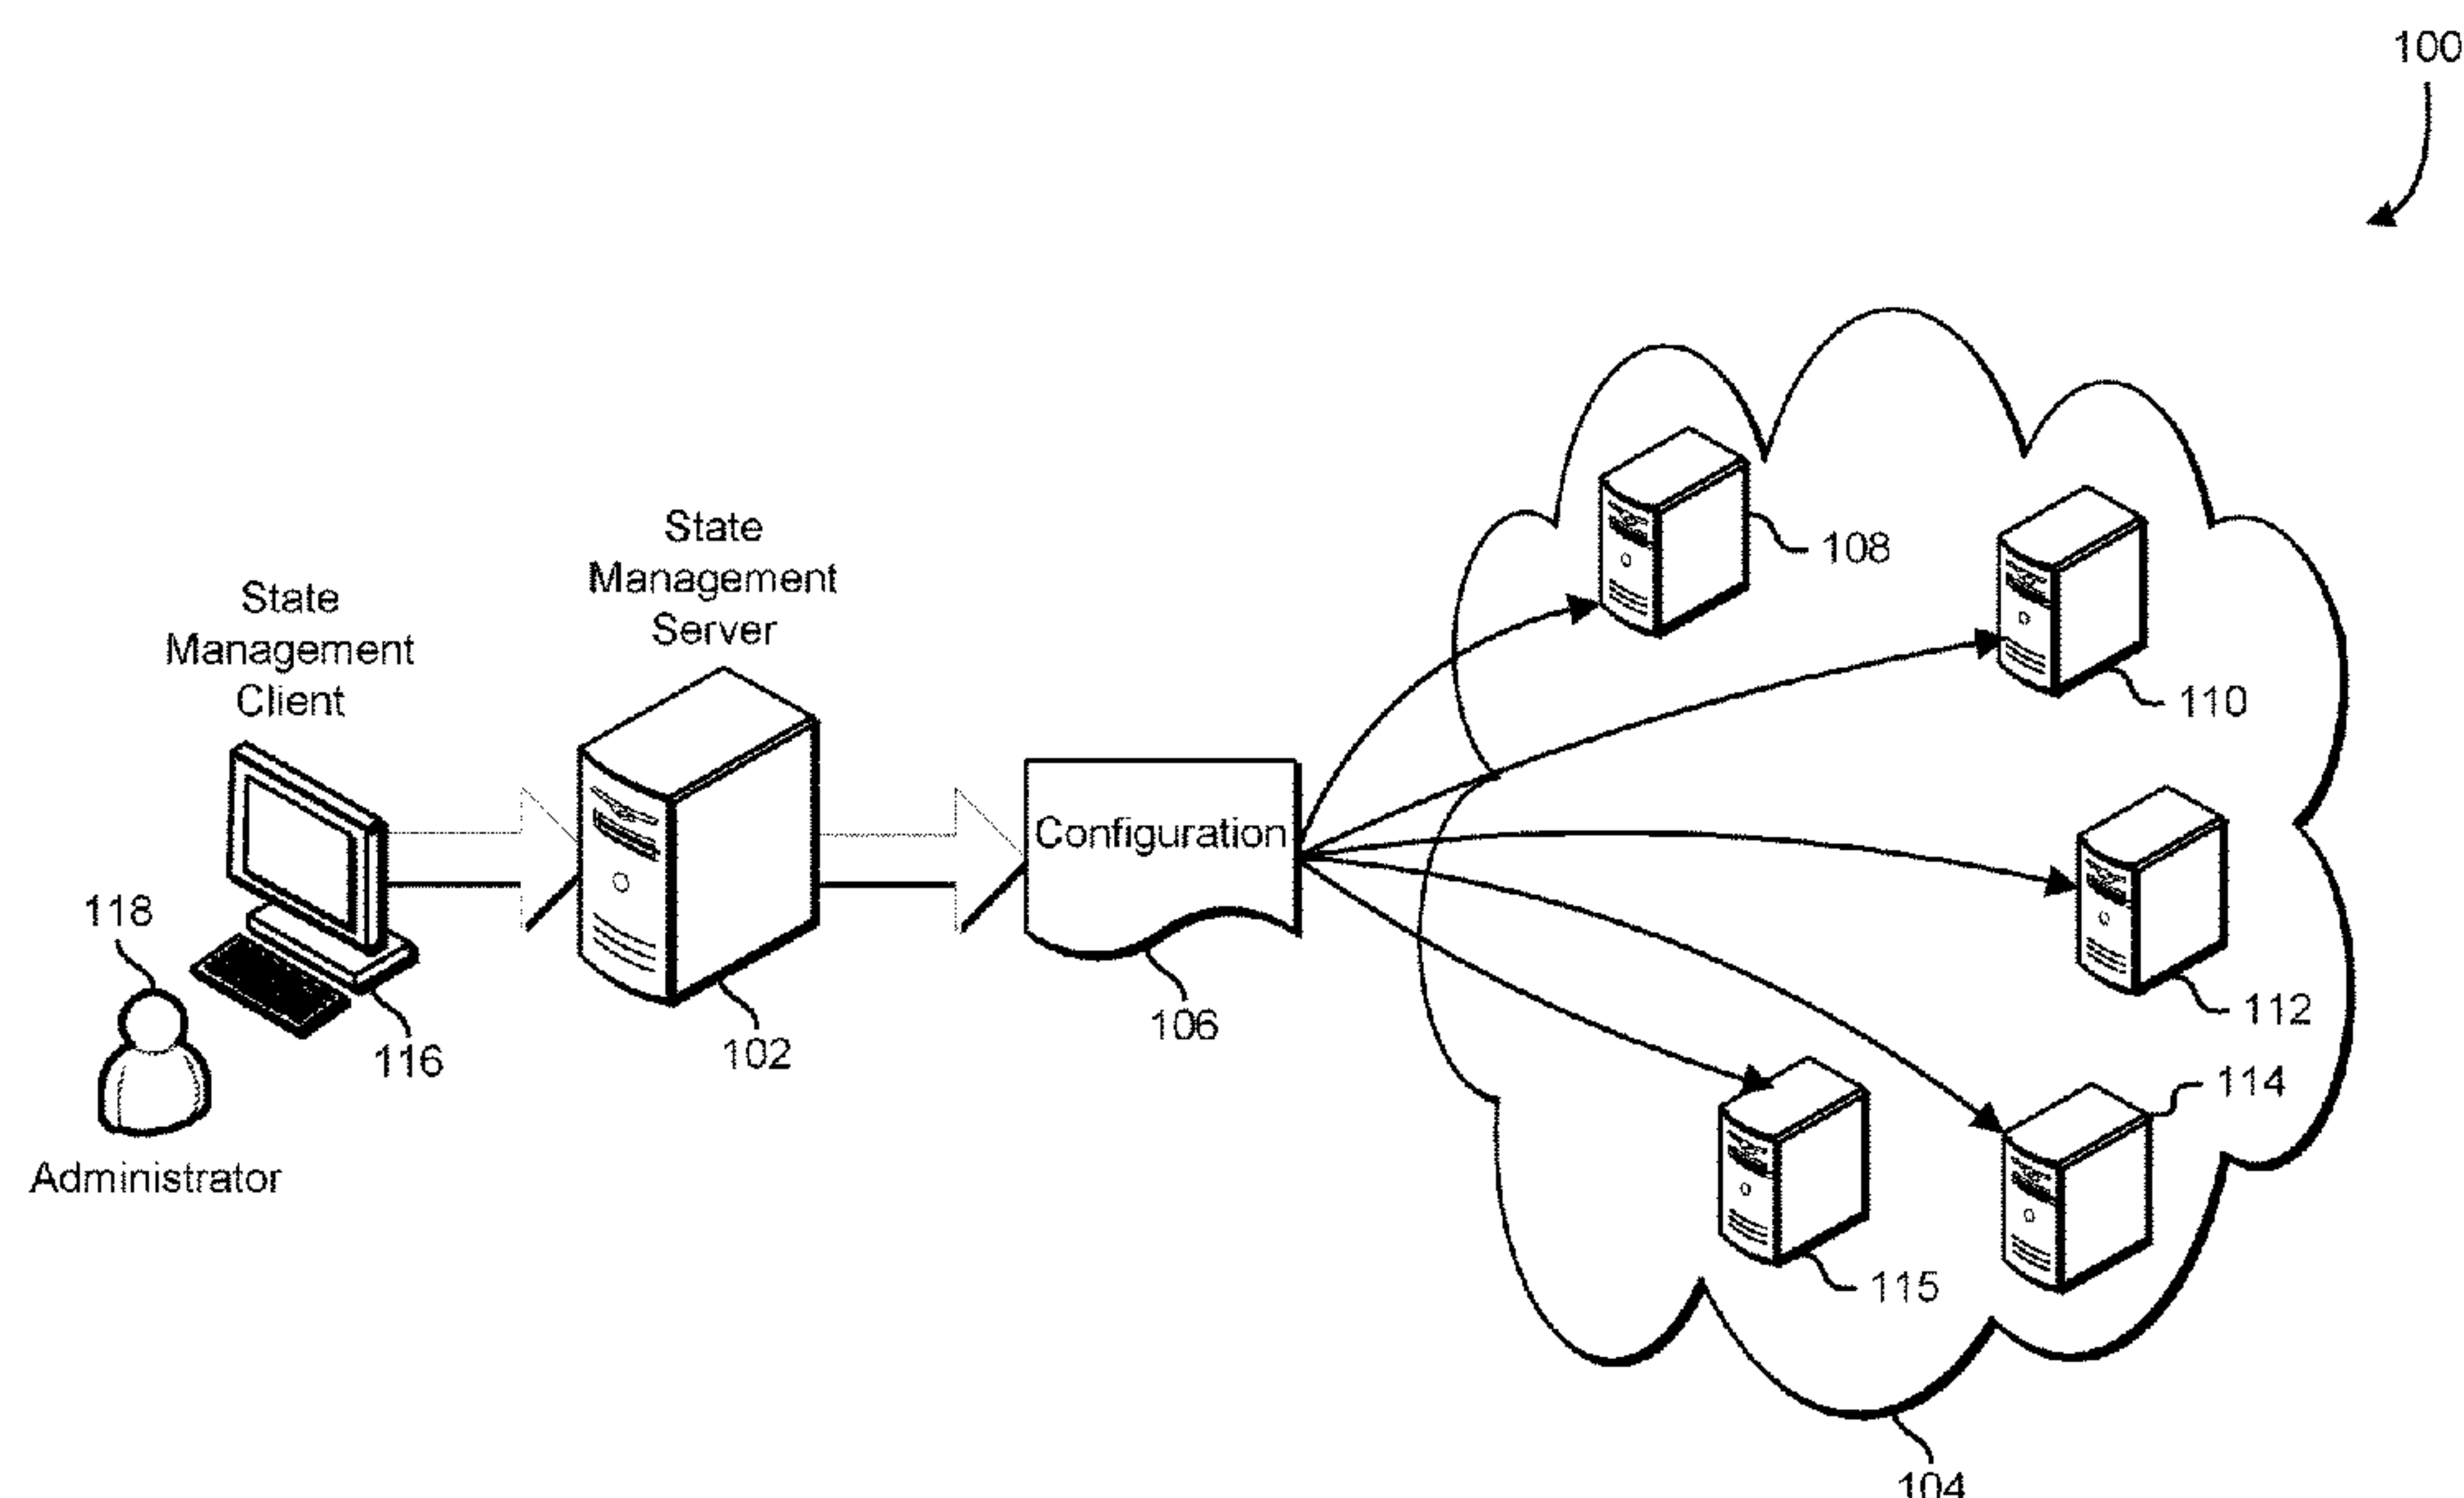 100
State
Management
Server
108
State
Management
Client
110
Configuration
118
112
106
102
116
114
Administrator
115
104